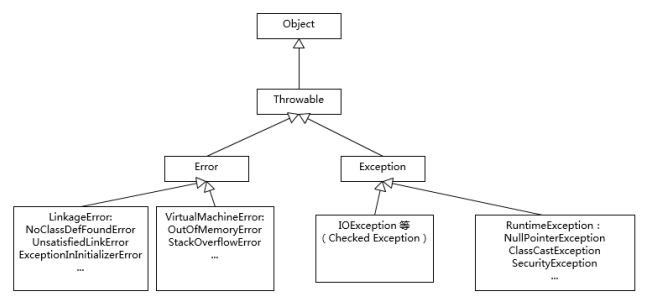 Object
Throwable
Error
Exception
LinkageError:
NoClassDefFoundError
UnsatisfiedLinkError
ExceptionInInitializerError
...
VirtualMachineError:
OutOfMemoryError
StackOverflowError
...
IOException 等
（Checked Exception）
RuntimeException：
NullPointerException
ClassCastException
SecurityException
...